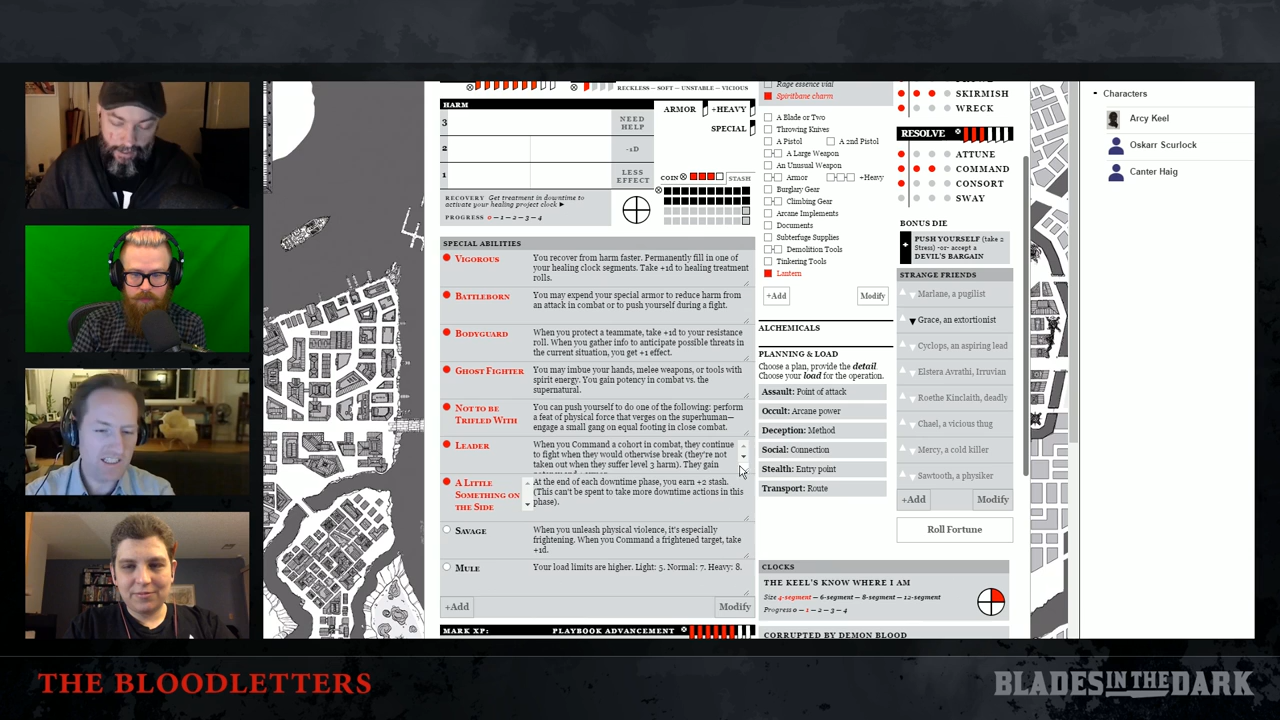 RECKLESS — SOFT — UNSTABLE — VICIOUS
HARM
3
NEED
HELP
2
-1D
1
LESS
EFFECT
ARMOR
+HEAVY
SPECIAL
COIN
STASH
RECOVERY Get treatment in downtime to
activate your healing project clock ►
PROGRESS 0 — 1 — 2 — 3 — 4
SPECIAL ABILITIES
VIGOROUS
You recover from harm faster. Permanently fill in one
of your healing clock segments. Take +1d to healing treatment
rolls.
BATTLEBORN
You may expend your special armor to reduce harm from
an attack in combat or to push yourself during a fight.
BODYGUARD
When you protect a teammate, take +1d to your resistance
roll. When you gather info to anticipate possible threats in
the current situation, you get +1 effect.
GHOST FIGHTER
You may imbue your hands, melee weapons, or tools with
spirit energy. You gain potency in combat vs. the
supernatural.
NOT TO BE
TRIFLED WITH
You can push yourself to do one of the following: perform
a feat of physical force that verges on the superhuman—
engage a small gang on equal footing in close combat.
LEADER
When you Command a cohort in combat, they continue
to fight when they would otherwise break (they're not
taken out when they suffer level 3 harm). They gain
A LITTLE
SOMETHING ON
THE SIDE
At the end of each downtime phase, you earn +2 stash.
(This can't be spent to take more downtime actions in this
phase).
SAVAGE
When you unleash physical violence, it's especially
frightening. When you Command a frightened target, take
+1d.
MULE
Your load limits are higher. Light: 5. Normal: 7. Heavy: 8.
+Add
Modify
MARK XP:
PLAYBOOK ADVANCEMENT
Rage essence vial
Spiritbane charm
A Blade or Two
Throwing Knives
A Pistol
A 2nd Pistol
A Large Weapon
An Unusual Weapon
Armor
+Heavy
Burglary Gear
Climbing Gear
Arcane Implements
Documents
Subterfuge Supplies
Demolition Tools
Tinkering Tools
Lantern
+Add
Modify
ALCHEMICALS
PLANNING & LOAD
Choose a plan, provide the detail.
Choose your load for the operation.
Assault: Point of attack
Occult: Arcane power
Deception: Method
Social: Connection
Stealth: Entry point
Transport: Route
CLOCKS
THE KEEL'S KNOW WHERE I AM
Size 4-segment — 6-segment — 8-segment — 12-segment
Progress 0 — 1 — 2 — 3 — 4
CORRUPTED BY DEMON BLOOD
SKIRMISH
WRECK
RESOLVE
ATTUNE
COMMAND
CONSORT
SWAY
BONUS DIE
+
PUSH YOURSELF (take 2
Stress) -or- accept a
DEVIL'S BARGAIN
STRANGE FRIENDS
Marlane, a pugilist
Grace, an extortionist
Cyclops, an aspiring lead
Elstera Avrathi, Iruvian
Roethe Kinclaith, deadly
Chael, a vicious thug
Mercy, a cold killer
Sawtooth, a physiker
+Add
Modify
Roll Fortune
Characters
Arcy Keel
Oskarr Scurlock
Canter Haig
THE BLOODLETTERS
BLADES IN THE DARK